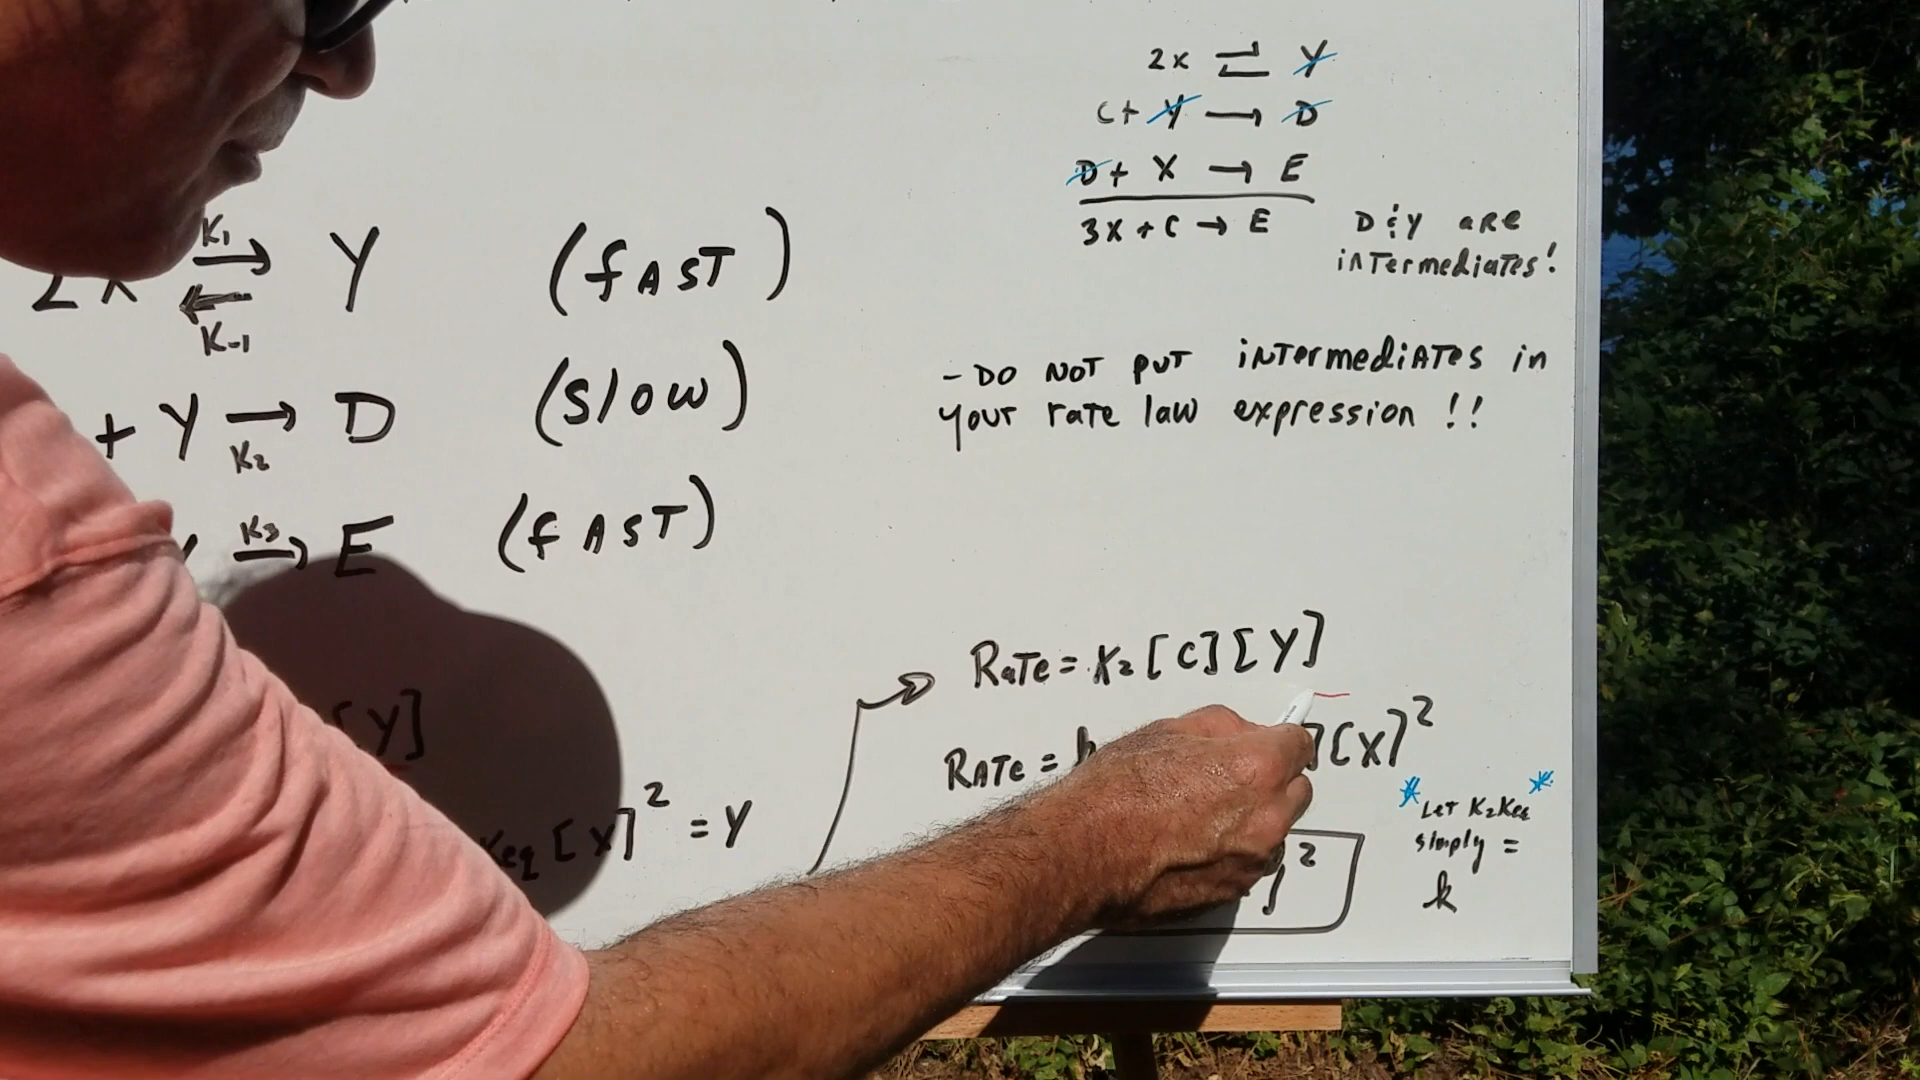 2x ⇌ Y
C + Y → D
D + X → E
3X + C → E
D & Y are
intermediates!
- DO NOT PUT intermediates in
your rate law expression !!
K1
2X ⇌ Y (fAST)
K-1
+ Y → D (Slow)
K2
K3
→ E (fAST)
[Y]
Keq [X]² = Y
Rate = K2 [C][Y]
RATe =
][X]²
* Let K2Keq *
simply =
k